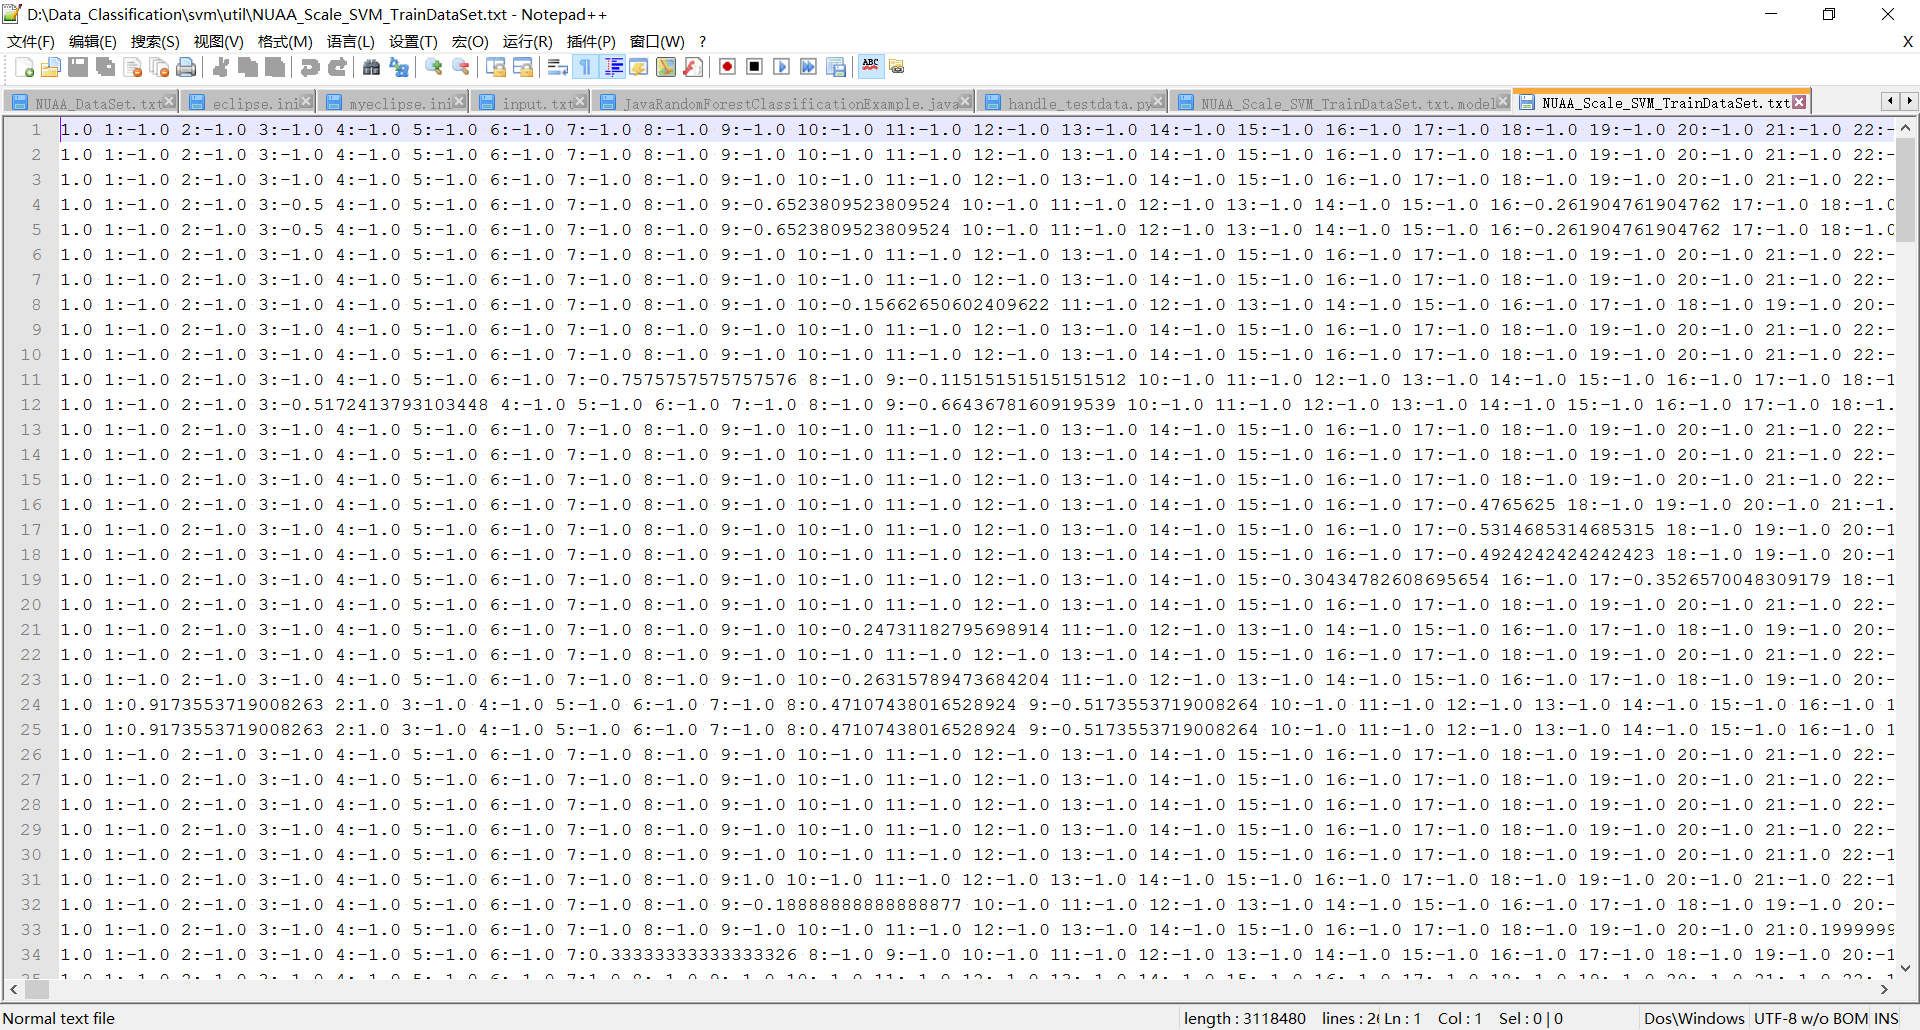 D:\Data_Classification\svm\util\NUAA_Scale_SVM_TrainDataSet.txt - Notepad++
文件(F) 编辑(E) 搜索(S) 视图(V) 格式(M) 语言(L) 设置(T) 宏(O) 运行(R) 插件(P) 窗口(W) ? X
NUAA_DataSet.txt eclipse.ini myeclipse.ini input.txt JavaRandomForestClassificationExample.java handle_testdata.py NUAA_Scale_SVM_TrainDataSet.txt.model NUAA_Scale_SVM_TrainDataSet.txt
1 1.0 1:-1.0 2:-1.0 3:-1.0 4:-1.0 5:-1.0 6:-1.0 7:-1.0 8:-1.0 9:-1.0 10:-1.0 11:-1.0 12:-1.0 13:-1.0 14:-1.0 15:-1.0 16:-1.0 17:-1.0 18:-1.0 19:-1.0 20:-1.0 21:-1.0 22:-
2 1.0 1:-1.0 2:-1.0 3:-1.0 4:-1.0 5:-1.0 6:-1.0 7:-1.0 8:-1.0 9:-1.0 10:-1.0 11:-1.0 12:-1.0 13:-1.0 14:-1.0 15:-1.0 16:-1.0 17:-1.0 18:-1.0 19:-1.0 20:-1.0 21:-1.0 22:-
3 1.0 1:-1.0 2:-1.0 3:-1.0 4:-1.0 5:-1.0 6:-1.0 7:-1.0 8:-1.0 9:-1.0 10:-1.0 11:-1.0 12:-1.0 13:-1.0 14:-1.0 15:-1.0 16:-1.0 17:-1.0 18:-1.0 19:-1.0 20:-1.0 21:-1.0 22:-
4 1.0 1:-1.0 2:-1.0 3:-0.5 4:-1.0 5:-1.0 6:-1.0 7:-1.0 8:-1.0 9:-0.6523809523809524 10:-1.0 11:-1.0 12:-1.0 13:-1.0 14:-1.0 15:-1.0 16:-0.261904761904762 17:-1.0 18:-1.0
5 1.0 1:-1.0 2:-1.0 3:-0.5 4:-1.0 5:-1.0 6:-1.0 7:-1.0 8:-1.0 9:-0.6523809523809524 10:-1.0 11:-1.0 12:-1.0 13:-1.0 14:-1.0 15:-1.0 16:-0.261904761904762 17:-1.0 18:-1.0
6 1.0 1:-1.0 2:-1.0 3:-1.0 4:-1.0 5:-1.0 6:-1.0 7:-1.0 8:-1.0 9:-1.0 10:-1.0 11:-1.0 12:-1.0 13:-1.0 14:-1.0 15:-1.0 16:-1.0 17:-1.0 18:-1.0 19:-1.0 20:-1.0 21:-1.0 22:-
7 1.0 1:-1.0 2:-1.0 3:-1.0 4:-1.0 5:-1.0 6:-1.0 7:-1.0 8:-1.0 9:-1.0 10:-1.0 11:-1.0 12:-1.0 13:-1.0 14:-1.0 15:-1.0 16:-1.0 17:-1.0 18:-1.0 19:-1.0 20:-1.0 21:-1.0 22:-
8 1.0 1:-1.0 2:-1.0 3:-1.0 4:-1.0 5:-1.0 6:-1.0 7:-1.0 8:-1.0 9:-1.0 10:-0.15662650602409622 11:-1.0 12:-1.0 13:-1.0 14:-1.0 15:-1.0 16:-1.0 17:-1.0 18:-1.0 19:-1.0 20:-
9 1.0 1:-1.0 2:-1.0 3:-1.0 4:-1.0 5:-1.0 6:-1.0 7:-1.0 8:-1.0 9:-1.0 10:-1.0 11:-1.0 12:-1.0 13:-1.0 14:-1.0 15:-1.0 16:-1.0 17:-1.0 18:-1.0 19:-1.0 20:-1.0 21:-1.0 22:-
10 1.0 1:-1.0 2:-1.0 3:-1.0 4:-1.0 5:-1.0 6:-1.0 7:-1.0 8:-1.0 9:-1.0 10:-1.0 11:-1.0 12:-1.0 13:-1.0 14:-1.0 15:-1.0 16:-1.0 17:-1.0 18:-1.0 19:-1.0 20:-1.0 21:-1.0 22:-
11 1.0 1:-1.0 2:-1.0 3:-1.0 4:-1.0 5:-1.0 6:-1.0 7:-0.7575757575757576 8:-1.0 9:-0.11515151515151512 10:-1.0 11:-1.0 12:-1.0 13:-1.0 14:-1.0 15:-1.0 16:-1.0 17:-1.0 18:-1
12 1.0 1:-1.0 2:-1.0 3:-0.5172413793103448 4:-1.0 5:-1.0 6:-1.0 7:-1.0 8:-1.0 9:-0.6643678160919539 10:-1.0 11:-1.0 12:-1.0 13:-1.0 14:-1.0 15:-1.0 16:-1.0 17:-1.0 18:-1.
13 1.0 1:-1.0 2:-1.0 3:-1.0 4:-1.0 5:-1.0 6:-1.0 7:-1.0 8:-1.0 9:-1.0 10:-1.0 11:-1.0 12:-1.0 13:-1.0 14:-1.0 15:-1.0 16:-1.0 17:-1.0 18:-1.0 19:-1.0 20:-1.0 21:-1.0 22:-
14 1.0 1:-1.0 2:-1.0 3:-1.0 4:-1.0 5:-1.0 6:-1.0 7:-1.0 8:-1.0 9:-1.0 10:-1.0 11:-1.0 12:-1.0 13:-1.0 14:-1.0 15:-1.0 16:-1.0 17:-1.0 18:-1.0 19:-1.0 20:-1.0 21:-1.0 22:-
15 1.0 1:-1.0 2:-1.0 3:-1.0 4:-1.0 5:-1.0 6:-1.0 7:-1.0 8:-1.0 9:-1.0 10:-1.0 11:-1.0 12:-1.0 13:-1.0 14:-1.0 15:-1.0 16:-1.0 17:-1.0 18:-1.0 19:-1.0 20:-1.0 21:-1.0 22:-
16 1.0 1:-1.0 2:-1.0 3:-1.0 4:-1.0 5:-1.0 6:-1.0 7:-1.0 8:-1.0 9:-1.0 10:-1.0 11:-1.0 12:-1.0 13:-1.0 14:-1.0 15:-1.0 16:-1.0 17:-0.4765625 18:-1.0 19:-1.0 20:-1.0 21:-1.
17 1.0 1:-1.0 2:-1.0 3:-1.0 4:-1.0 5:-1.0 6:-1.0 7:-1.0 8:-1.0 9:-1.0 10:-1.0 11:-1.0 12:-1.0 13:-1.0 14:-1.0 15:-1.0 16:-1.0 17:-0.5314685314685315 18:-1.0 19:-1.0 20:-1
18 1.0 1:-1.0 2:-1.0 3:-1.0 4:-1.0 5:-1.0 6:-1.0 7:-1.0 8:-1.0 9:-1.0 10:-1.0 11:-1.0 12:-1.0 13:-1.0 14:-1.0 15:-1.0 16:-1.0 17:-0.4924242424242423 18:-1.0 19:-1.0 20:-1
19 1.0 1:-1.0 2:-1.0 3:-1.0 4:-1.0 5:-1.0 6:-1.0 7:-1.0 8:-1.0 9:-1.0 10:-1.0 11:-1.0 12:-1.0 13:-1.0 14:-1.0 15:-0.30434782608695654 16:-1.0 17:-0.3526570048309179 18:-1
20 1.0 1:-1.0 2:-1.0 3:-1.0 4:-1.0 5:-1.0 6:-1.0 7:-1.0 8:-1.0 9:-1.0 10:-1.0 11:-1.0 12:-1.0 13:-1.0 14:-1.0 15:-1.0 16:-1.0 17:-1.0 18:-1.0 19:-1.0 20:-1.0 21:-1.0 22:-
21 1.0 1:-1.0 2:-1.0 3:-1.0 4:-1.0 5:-1.0 6:-1.0 7:-1.0 8:-1.0 9:-1.0 10:-0.24731182795698914 11:-1.0 12:-1.0 13:-1.0 14:-1.0 15:-1.0 16:-1.0 17:-1.0 18:-1.0 19:-1.0 20:-
22 1.0 1:-1.0 2:-1.0 3:-1.0 4:-1.0 5:-1.0 6:-1.0 7:-1.0 8:-1.0 9:-1.0 10:-1.0 11:-1.0 12:-1.0 13:-1.0 14:-1.0 15:-1.0 16:-1.0 17:-1.0 18:-1.0 19:-1.0 20:-1.0 21:-1.0 22:-
23 1.0 1:-1.0 2:-1.0 3:-1.0 4:-1.0 5:-1.0 6:-1.0 7:-1.0 8:-1.0 9:-1.0 10:-0.26315789473684204 11:-1.0 12:-1.0 13:-1.0 14:-1.0 15:-1.0 16:-1.0 17:-1.0 18:-1.0 19:-1.0 20:-
24 1.0 1:0.9173553719008263 2:1.0 3:-1.0 4:-1.0 5:-1.0 6:-1.0 7:-1.0 8:0.47107438016528924 9:-0.5173553719008264 10:-1.0 11:-1.0 12:-1.0 13:-1.0 14:-1.0 15:-1.0 16:-1.0 1
25 1.0 1:0.9173553719008263 2:1.0 3:-1.0 4:-1.0 5:-1.0 6:-1.0 7:-1.0 8:0.47107438016528924 9:-0.5173553719008264 10:-1.0 11:-1.0 12:-1.0 13:-1.0 14:-1.0 15:-1.0 16:-1.0 1
26 1.0 1:-1.0 2:-1.0 3:-1.0 4:-1.0 5:-1.0 6:-1.0 7:-1.0 8:-1.0 9:-1.0 10:-1.0 11:-1.0 12:-1.0 13:-1.0 14:-1.0 15:-1.0 16:-1.0 17:-1.0 18:-1.0 19:-1.0 20:-1.0 21:-1.0 22:-
27 1.0 1:-1.0 2:-1.0 3:-1.0 4:-1.0 5:-1.0 6:-1.0 7:-1.0 8:-1.0 9:-1.0 10:-1.0 11:-1.0 12:-1.0 13:-1.0 14:-1.0 15:-1.0 16:-1.0 17:-1.0 18:-1.0 19:-1.0 20:-1.0 21:-1.0 22:-
28 1.0 1:-1.0 2:-1.0 3:-1.0 4:-1.0 5:-1.0 6:-1.0 7:-1.0 8:-1.0 9:-1.0 10:-1.0 11:-1.0 12:-1.0 13:-1.0 14:-1.0 15:-1.0 16:-1.0 17:-1.0 18:-1.0 19:-1.0 20:-1.0 21:-1.0 22:-
29 1.0 1:-1.0 2:-1.0 3:-1.0 4:-1.0 5:-1.0 6:-1.0 7:-1.0 8:-1.0 9:-1.0 10:-1.0 11:-1.0 12:-1.0 13:-1.0 14:-1.0 15:-1.0 16:-1.0 17:-1.0 18:-1.0 19:-1.0 20:-1.0 21:-1.0 22:-
30 1.0 1:-1.0 2:-1.0 3:-1.0 4:-1.0 5:-1.0 6:-1.0 7:-1.0 8:-1.0 9:-1.0 10:-1.0 11:-1.0 12:-1.0 13:-1.0 14:-1.0 15:-1.0 16:-1.0 17:-1.0 18:-1.0 19:-1.0 20:-1.0 21:1.0 22:-1
31 1.0 1:-1.0 2:-1.0 3:-1.0 4:-1.0 5:-1.0 6:-1.0 7:-1.0 8:-1.0 9:1.0 10:-1.0 11:-1.0 12:-1.0 13:-1.0 14:-1.0 15:-1.0 16:-1.0 17:-1.0 18:-1.0 19:-1.0 20:-1.0 21:-1.0 22:-1
32 1.0 1:-1.0 2:-1.0 3:-1.0 4:-1.0 5:-1.0 6:-1.0 7:-1.0 8:-1.0 9:-0.18888888888888877 10:-1.0 11:-1.0 12:-1.0 13:-1.0 14:-1.0 15:-1.0 16:-1.0 17:-1.0 18:-1.0 19:-1.0 20:-
33 1.0 1:-1.0 2:-1.0 3:-1.0 4:-1.0 5:-1.0 6:-1.0 7:-1.0 8:-1.0 9:-1.0 10:-1.0 11:-1.0 12:-1.0 13:-1.0 14:-1.0 15:-1.0 16:-1.0 17:-1.0 18:-1.0 19:-1.0 20:-1.0 21:0.1999999
34 1.0 1:-1.0 2:-1.0 3:-1.0 4:-1.0 5:-1.0 6:-1.0 7:0.33333333333333326 8:-1.0 9:-1.0 10:-1.0 11:-1.0 12:-1.0 13:-1.0 14:-1.0 15:-1.0 16:-1.0 17:-1.0 18:-1.0 19:-1.0 20:-1
Normal text file length : 3118480 lines : 26 Ln : 1 Col : 1 Sel : 0 | 0 Dos\Windows UTF-8 w/o BOM INS